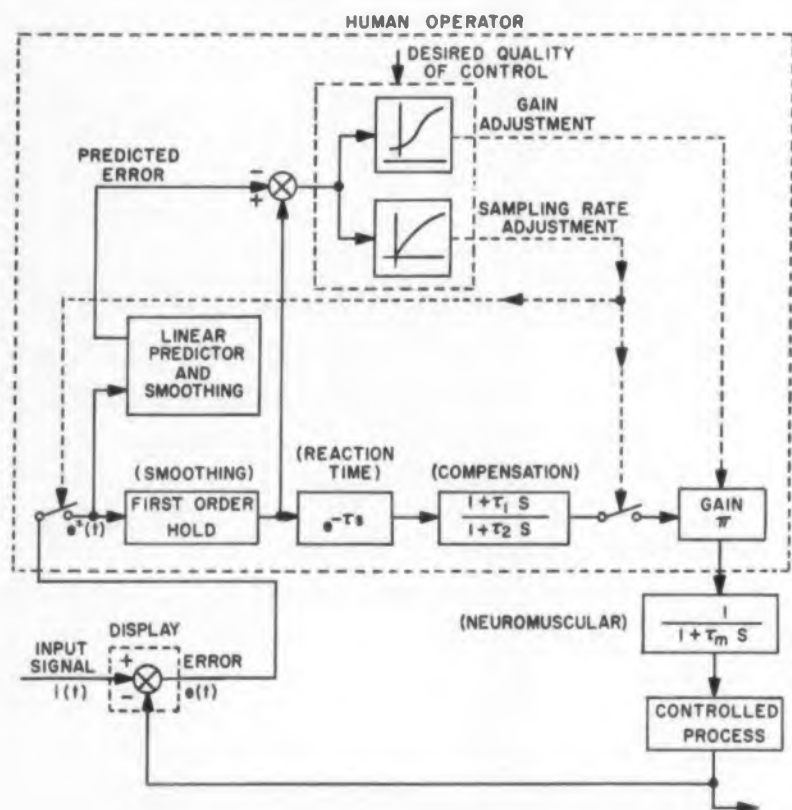 HUMAN OPERATOR
DESIRED QUALITY
OF CONTROL
GAIN
ADJUSTMENT
PREDICTED
ERROR
-
+
SAMPLING RATE
ADJUSTMENT
LINEAR
PREDICTOR
AND
SMOOTHING
(SMOOTHING)
(REACTION
TIME)
(COMPENSATION)
e*(t)
FIRST ORDER
HOLD
e^-τs
1+τ1 S
1+τ2 S
GAIN
π
(NEUROMUSCULAR)
1
1+τm S
DISPLAY
INPUT
SIGNAL
i(t)
+
-
ERROR
e(t)
CONTROLLED
PROCESS